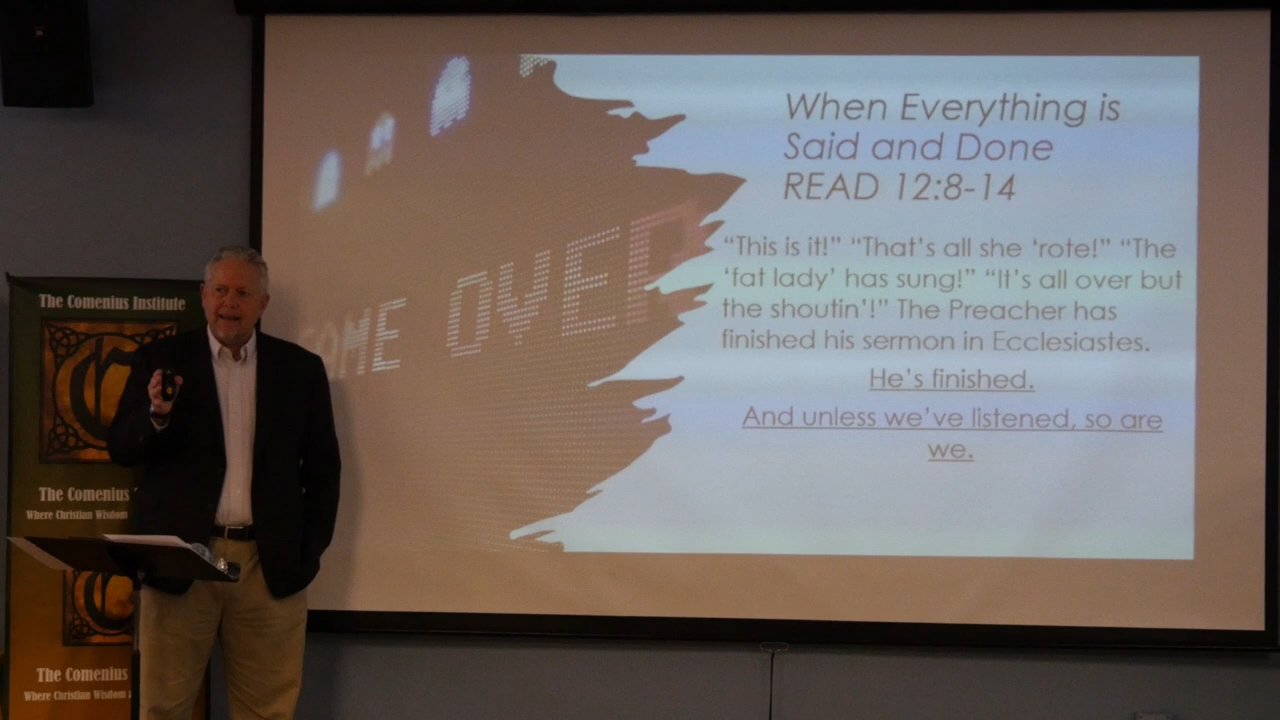 When Everything is
Said and Done
READ 12:8-14
“This is it!” “That’s all she ‘rote!” “The
‘fat lady’ has sung!” “It’s all over but
the shoutin’!” The Preacher has
finished his sermon in Ecclesiastes.
He’s finished.
And unless we’ve listened, so are
we.
GAME OVER
The Comenius Institute
C
The Comenius
Where Christian Wisdom
C
The Comenius
Where Christian Wisdom